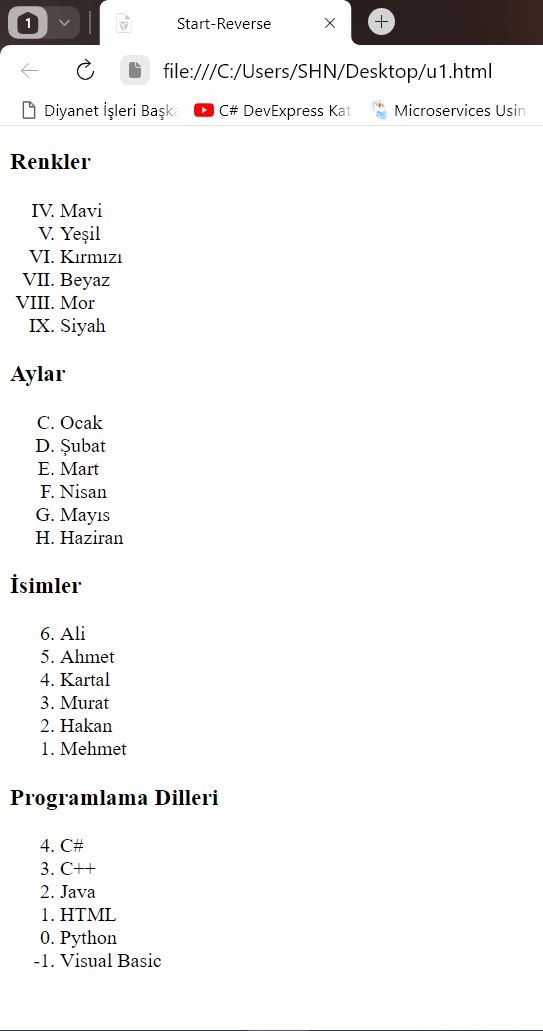 1 Start-Reverse
file:///C:/Users/SHN/Desktop/u1.html
Diyanet İşleri Başka C# DevExpress Kat Microservices Usin
Renkler
IV. Mavi
V. Yeşil
VI. Kırmızı
VII. Beyaz
VIII. Mor
IX. Siyah
Aylar
C. Ocak
D. Şubat
E. Mart
F. Nisan
G. Mayıs
H. Haziran
İsimler
6. Ali
5. Ahmet
4. Kartal
3. Murat
2. Hakan
1. Mehmet
Programlama Dilleri
4. C#
3. C++
2. Java
1. HTML
0. Python
-1. Visual Basic